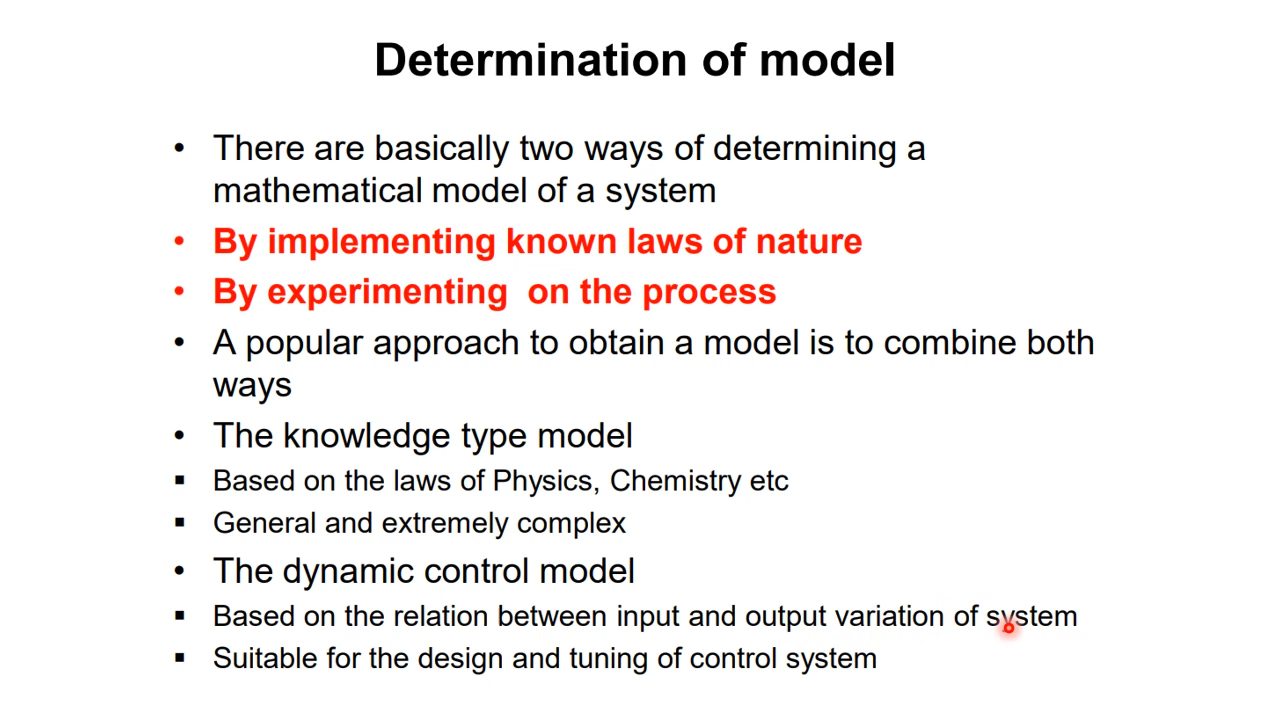 Determination of model
• There are basically two ways of determining a
mathematical model of a system
• By implementing known laws of nature
• By experimenting  on the process
• A popular approach to obtain a model is to combine both
ways
• The knowledge type model
▪ Based on the laws of Physics, Chemistry etc
▪ General and extremely complex
• The dynamic control model
▪ Based on the relation between input and output variation of system
▪ Suitable for the design and tuning of control system